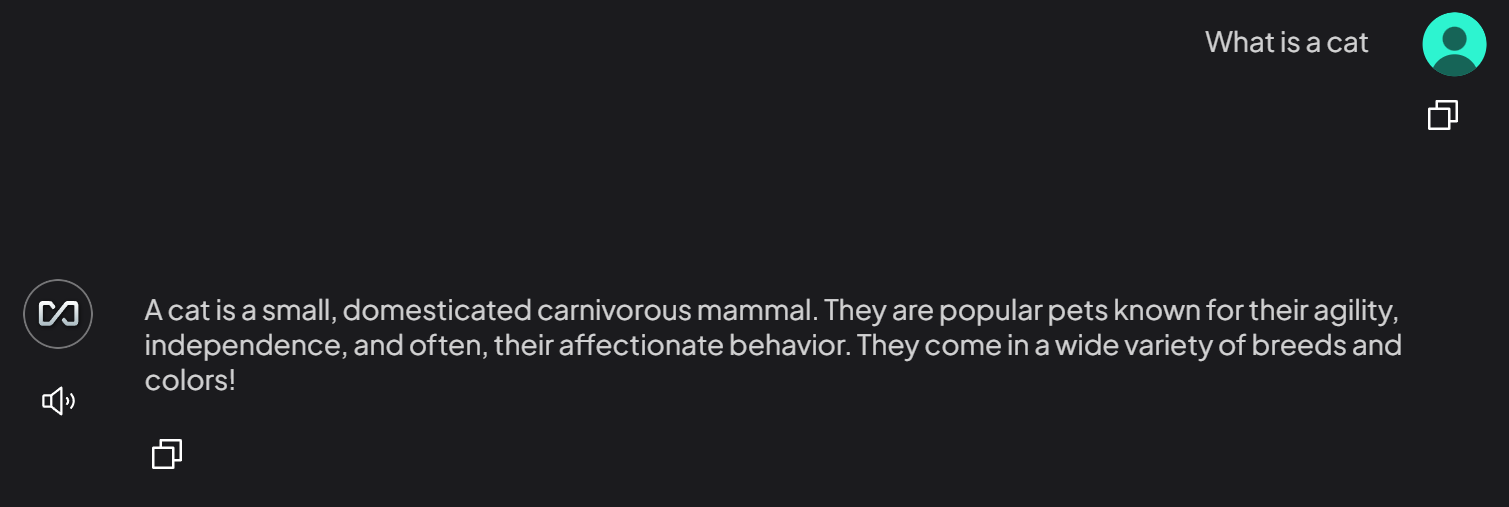 What is a cat
A cat is a small, domesticated carnivorous mammal. They are popular pets known for their agility,
independence, and often, their affectionate behavior. They come in a wide variety of breeds and
colors!